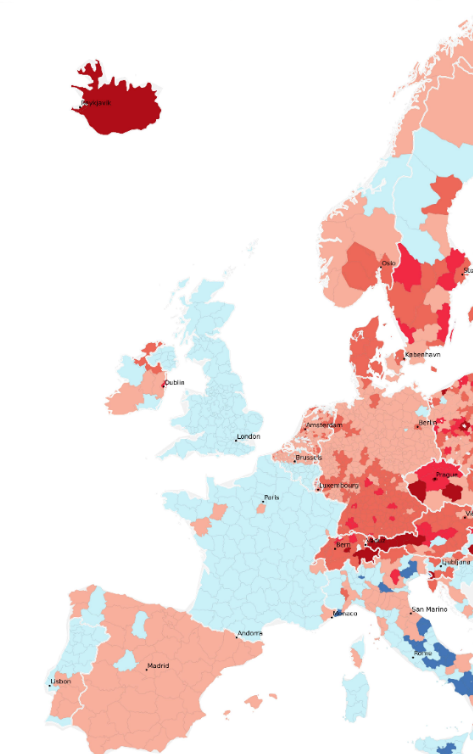 Reykjavik
Oslo
København
Dublin
Amsterdam
Berlin
London
Brussels
Prague
Luxembourg
Paris
Bern
Ljubljana
Monaco
San Marino
Andorra
Rome
Madrid
Lisbon